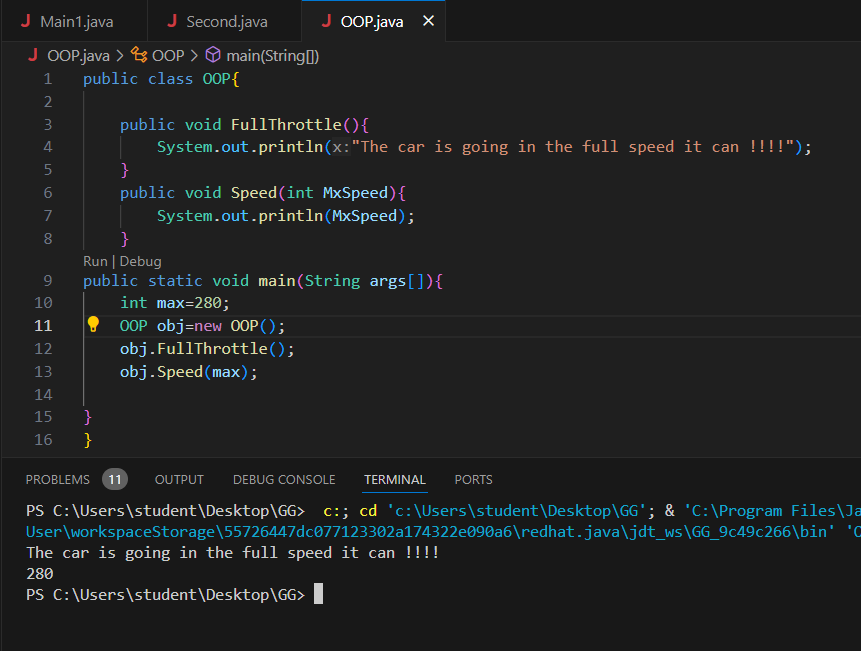 J Main1.java J Second.java J OOP.java ×
J OOP.java > OOP > main(String[])
1 public class OOP{
2
3 public void FullThrottle(){
4 System.out.println(x:"The car is going in the full speed it can !!!!");
5 }
6 public void Speed(int MxSpeed){
7 System.out.println(MxSpeed);
8 }
Run | Debug
9 public static void main(String args[]){
10 int max=280;
11 OOP obj=new OOP();
12 obj.FullThrottle();
13 obj.Speed(max);
14
15 }
16 }
PROBLEMS 11 OUTPUT DEBUG CONSOLE TERMINAL PORTS
PS C:\Users\student\Desktop\GG> c:; cd 'c:\Users\student\Desktop\GG'; & 'C:\Program Files\Ja
User\workspaceStorage\55726447dc077123302a174322e090a6\redhat.java\jdt_ws\GG_9c49c266\bin' 'O
The car is going in the full speed it can !!!!
280
PS C:\Users\student\Desktop\GG>